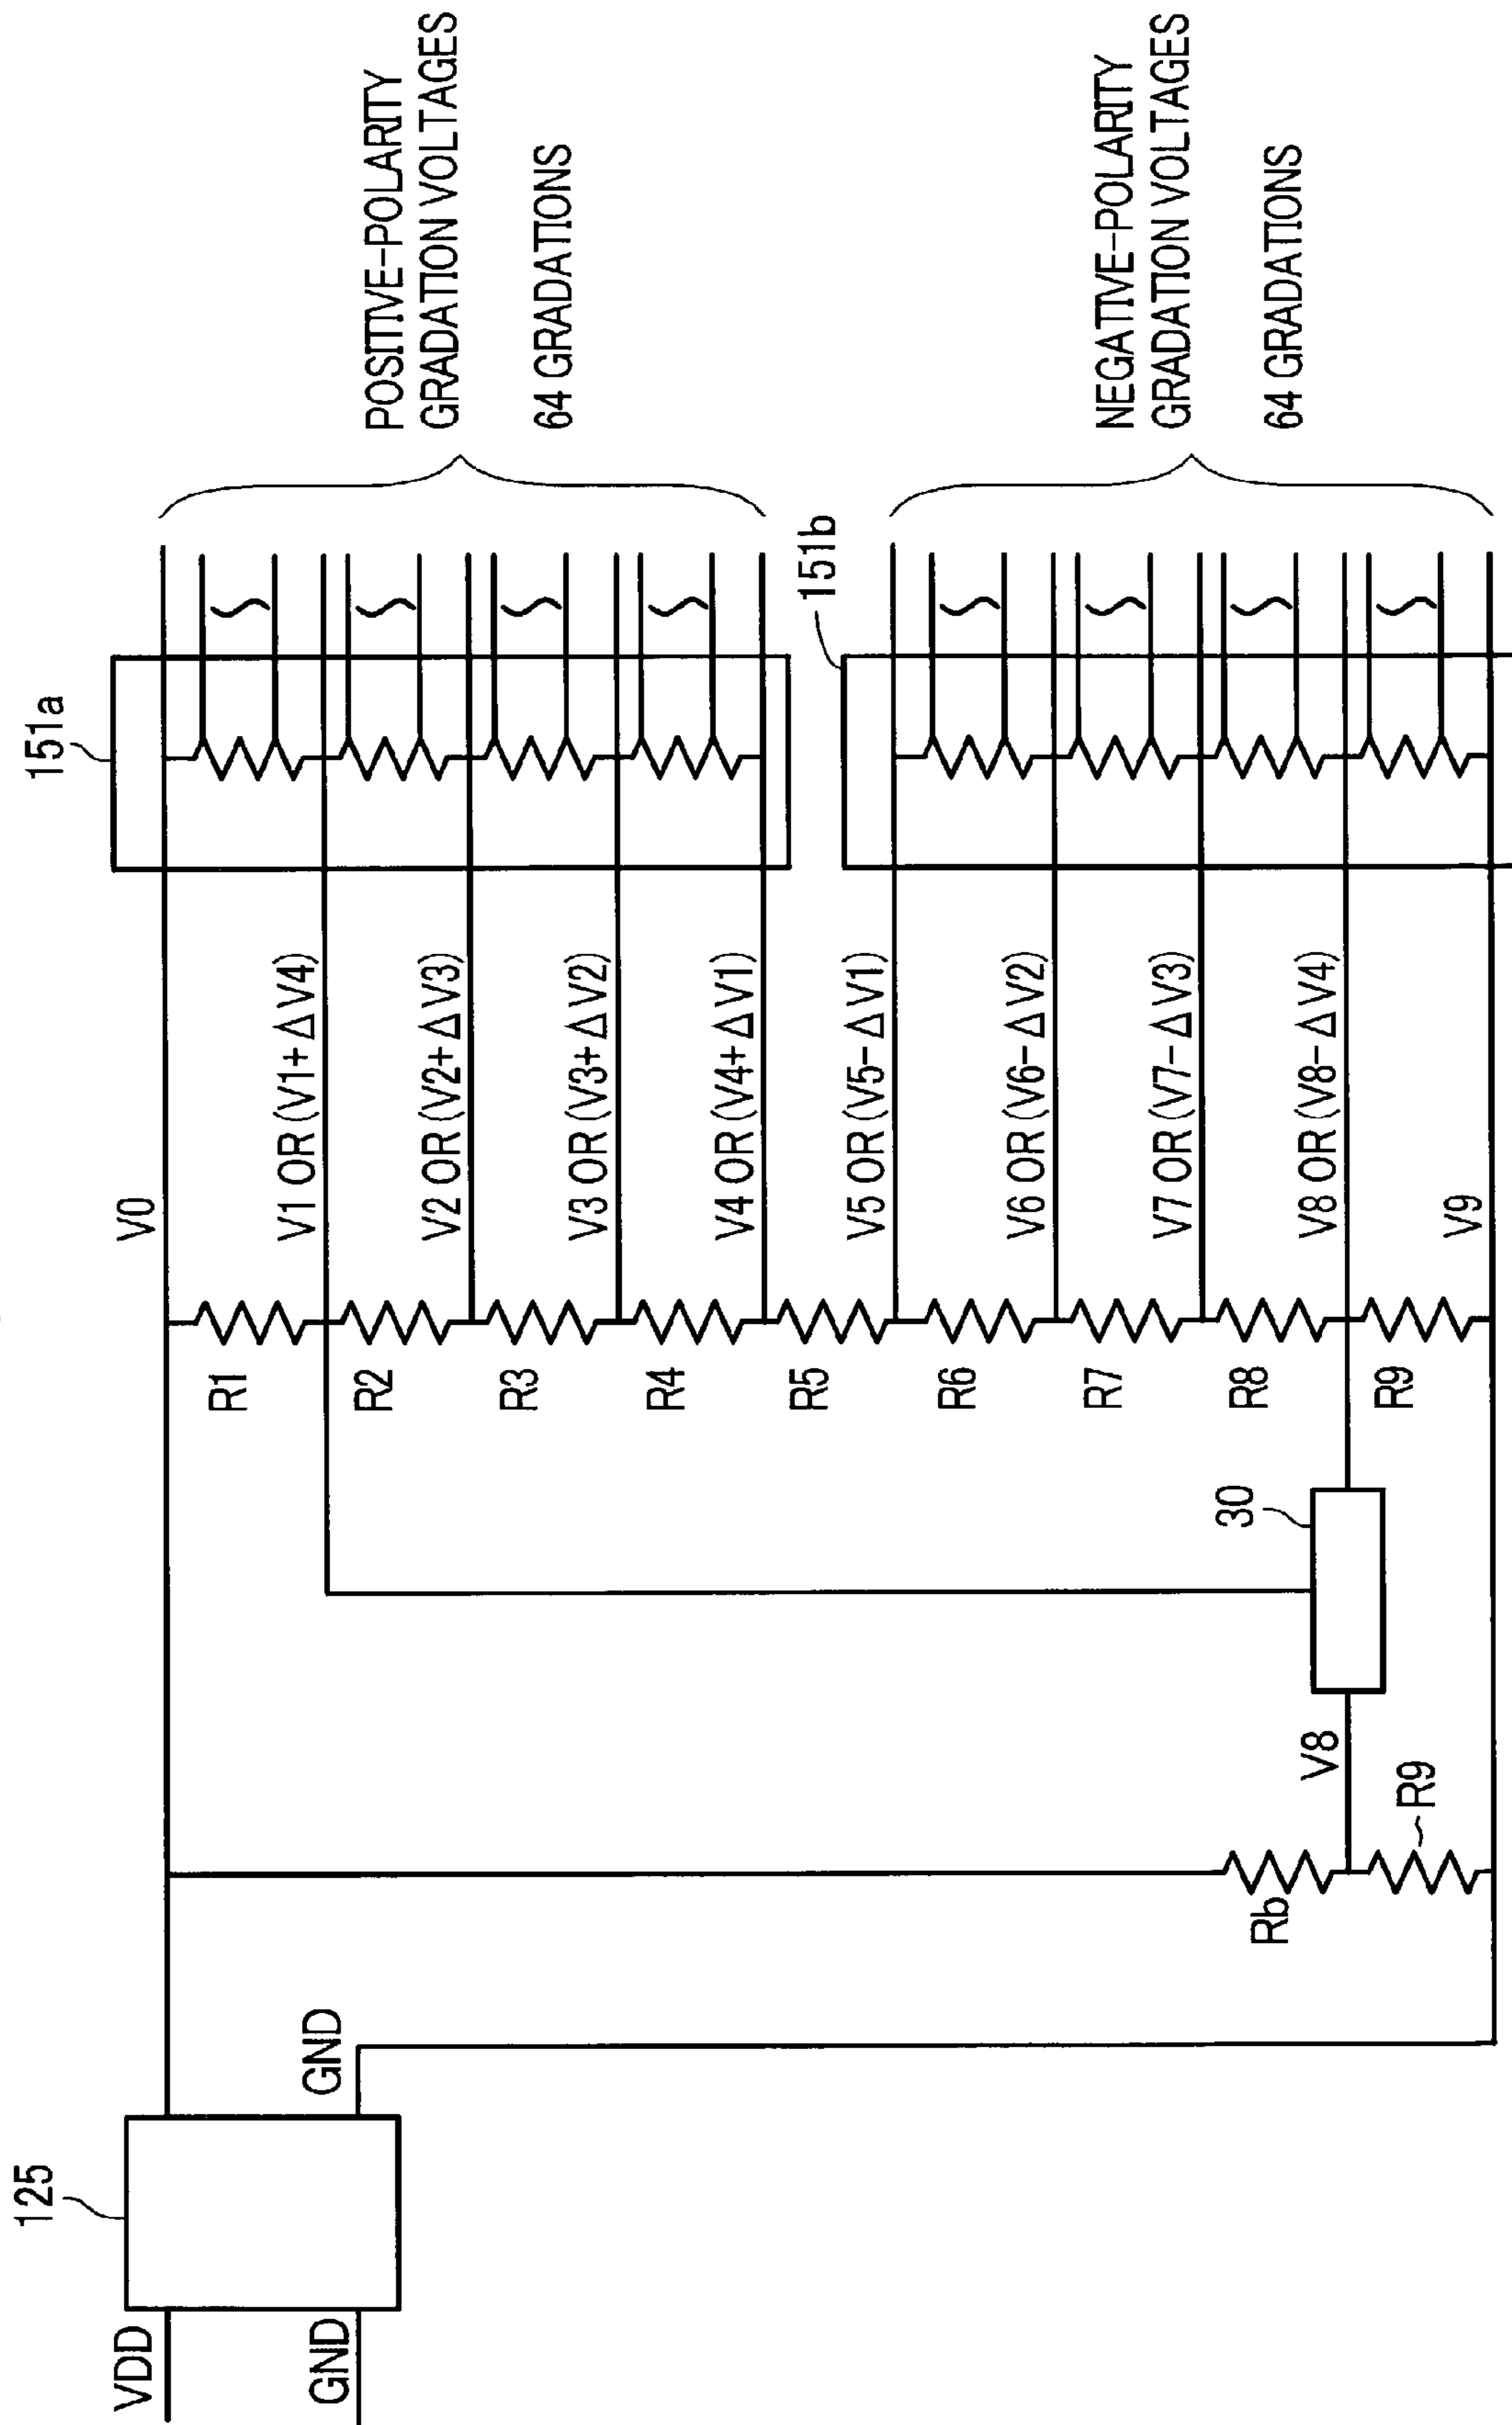 125
VDD
GND
GND
Rb
V8
R9
30
R1
R2
R3
R4
R5
R6
R7
R8
R9
V0
V1 OR (V1+ΔV4)
V2 OR (V2+ΔV3)
V3 OR (V3+ΔV2)
V4 OR (V4+ΔV1)
V5 OR (V5-ΔV1)
V6 OR (V6-ΔV2)
V7 OR (V7-ΔV3)
V8 OR (V8-ΔV4)
V9
151a
151b
POSITIVE-POLARITY
GRADATION VOLTAGES
64 GRADATIONS
NEGATIVE-POLARITY
GRADATION VOLTAGES
64 GRADATIONS